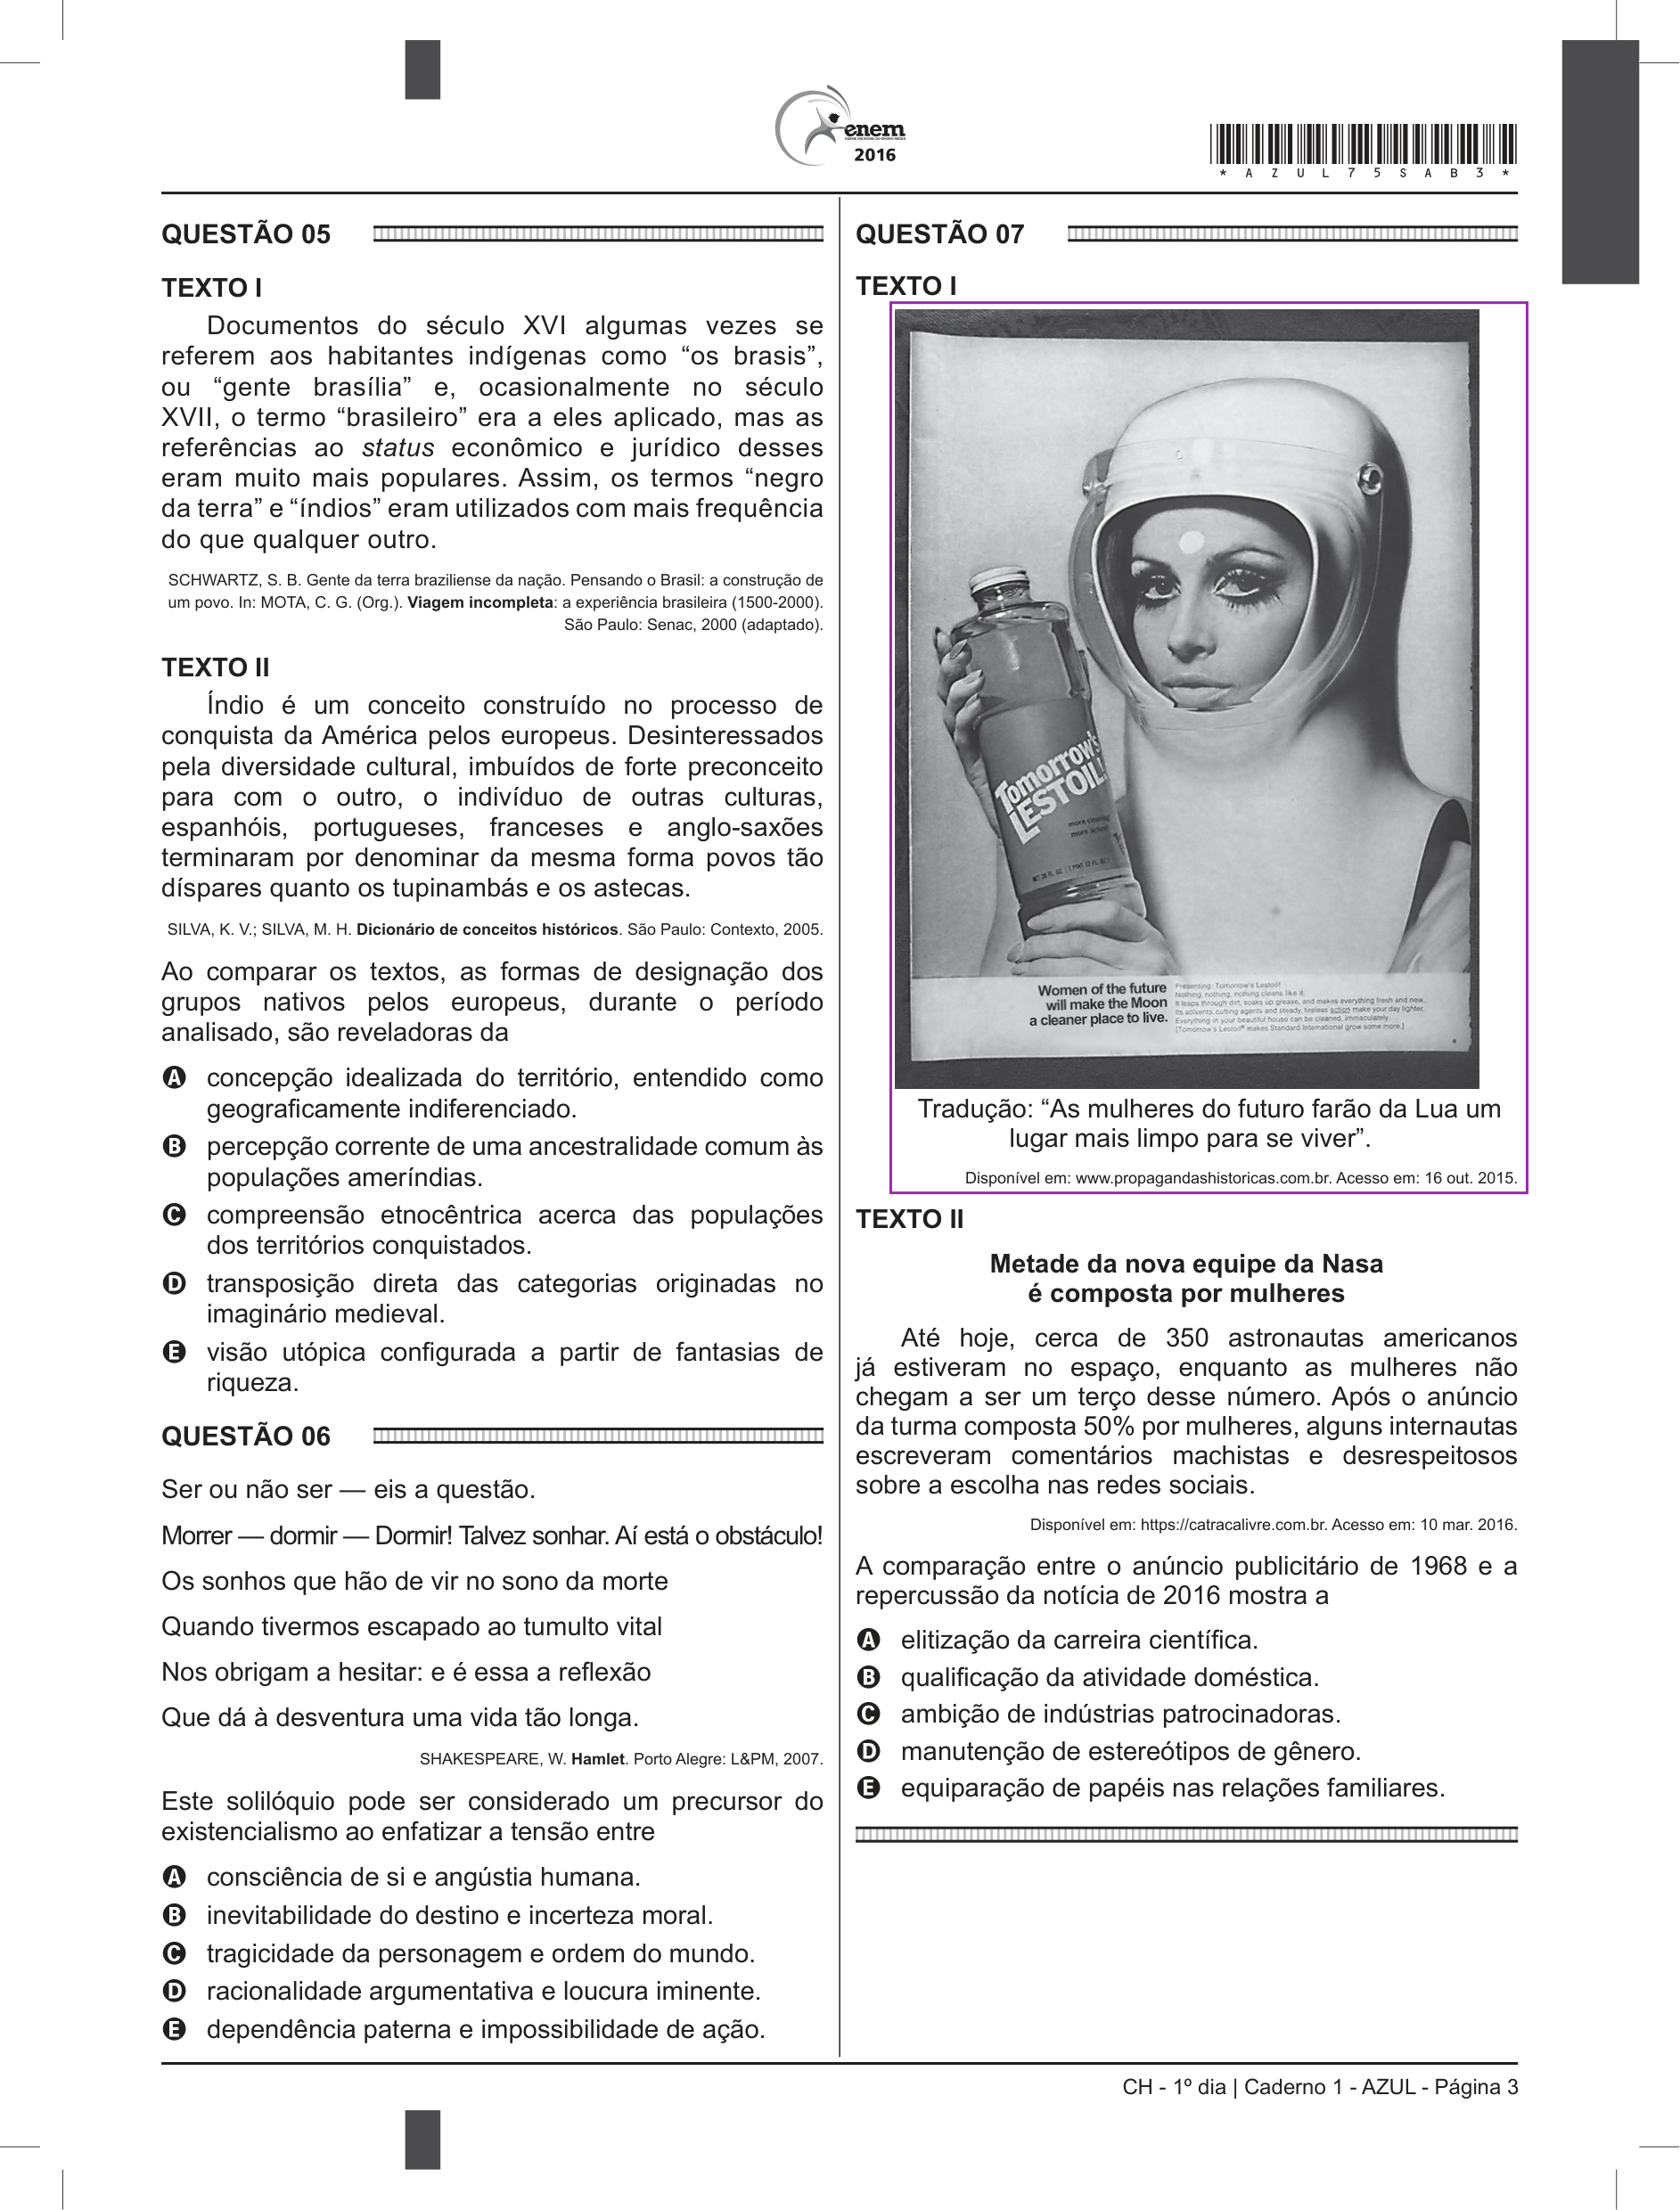 enem
2016
*AZUL75SAB3*
QUESTÃO 05
TEXTO I
Documentos do século XVI algumas vezes se
referem aos habitantes indígenas como “os brasis”,
ou “gente brasília” e, ocasionalmente no século
XVII, o termo “brasileiro” era a eles aplicado, mas as
referências ao status econômico e jurídico desses
eram muito mais populares. Assim, os termos “negro
da terra” e “índios” eram utilizados com mais frequência
do que qualquer outro.
SCHWARTZ, S. B. Gente da terra braziliense da nação. Pensando o Brasil: a construção de
um povo. In: MOTA, C. G. (Org.). Viagem incompleta: a experiência brasileira (1500-2000).
São Paulo: Senac, 2000 (adaptado).
TEXTO II
Índio é um conceito construído no processo de
conquista da América pelos europeus. Desinteressados
pela diversidade cultural, imbuídos de forte preconceito
para com o outro, o indivíduo de outras culturas,
espanhóis, portugueses, franceses e anglo-saxões
terminaram por denominar da mesma forma povos tão
díspares quanto os tupinambás e os astecas.
SILVA, K. V.; SILVA, M. H. Dicionário de conceitos históricos. São Paulo: Contexto, 2005.
Ao comparar os textos, as formas de designação dos
grupos nativos pelos europeus, durante o período
analisado, são reveladoras da
A concepção idealizada do território, entendido como
geograficamente indiferenciado.
B percepção corrente de uma ancestralidade comum às
populações ameríndias.
C compreensão etnocêntrica acerca das populações
dos territórios conquistados.
D transposição direta das categorias originadas no
imaginário medieval.
E visão utópica configurada a partir de fantasias de
riqueza.
QUESTÃO 06
Ser ou não ser — eis a questão.
Morrer — dormir — Dormir! Talvez sonhar. Aí está o obstáculo!
Os sonhos que hão de vir no sono da morte
Quando tivermos escapado ao tumulto vital
Nos obrigam a hesitar: e é essa a reflexão
Que dá à desventura uma vida tão longa.
SHAKESPEARE, W. Hamlet. Porto Alegre: L&PM, 2007.
Este solilóquio pode ser considerado um precursor do
existencialismo ao enfatizar a tensão entre
A consciência de si e angústia humana.
B inevitabilidade do destino e incerteza moral.
C tragicidade da personagem e ordem do mundo.
D racionalidade argumentativa e loucura iminente.
E dependência paterna e impossibilidade de ação.
QUESTÃO 07
TEXTO I
Tomorrow's
LESTOIL!
more cleaning
more action
NET 28 FL. OZ. (1 PINT 12 FL. OZ.)
Women of the future
will make the Moon
a cleaner place to live.
Presenting: Tomorrow's Lestoil!
Nothing, nothing, nothing cleans like it.
It leaps through dirt, soaks up grease, and makes everything fresh and new.
Its solvents, cutting agents and steady, tireless action make your day lighter.
Everything in your beautiful house can be cleaned, immaculately.
[Tomorrow's Lestoil® makes Standard International grow some more.]
Tradução: “As mulheres do futuro farão da Lua um
lugar mais limpo para se viver”.
Disponível em: www.propagandashistoricas.com.br. Acesso em: 16 out. 2015.
TEXTO II
Metade da nova equipe da Nasa
é composta por mulheres
Até hoje, cerca de 350 astronautas americanos
já estiveram no espaço, enquanto as mulheres não
chegam a ser um terço desse número. Após o anúncio
da turma composta 50% por mulheres, alguns internautas
escreveram comentários machistas e desrespeitosos
sobre a escolha nas redes sociais.
Disponível em: https://catracalivre.com.br. Acesso em: 10 mar. 2016.
A comparação entre o anúncio publicitário de 1968 e a
repercussão da notícia de 2016 mostra a
A elitização da carreira científica.
B qualificação da atividade doméstica.
C ambição de indústrias patrocinadoras.
D manutenção de estereótipos de gênero.
E equiparação de papéis nas relações familiares.
CH - 1º dia | Caderno 1 - AZUL - Página 3